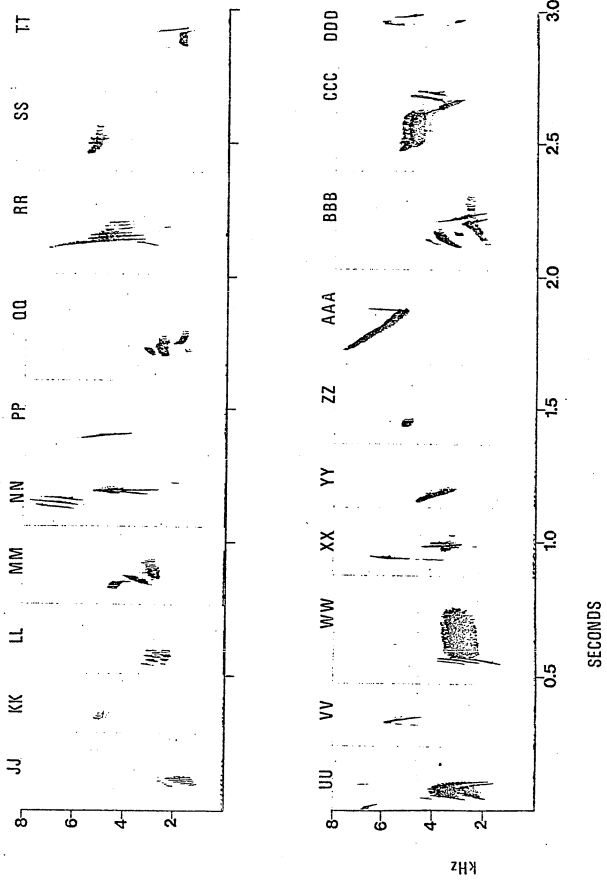 JJ KK LL MM NN PP QQ RR SS TT
8
6
4
2
UU VV WW XX YY ZZ AAA BBB CCC DDD
8
6
4
2
kHz
0.5 1.0 1.5 2.0 2.5 3.0
SECONDS